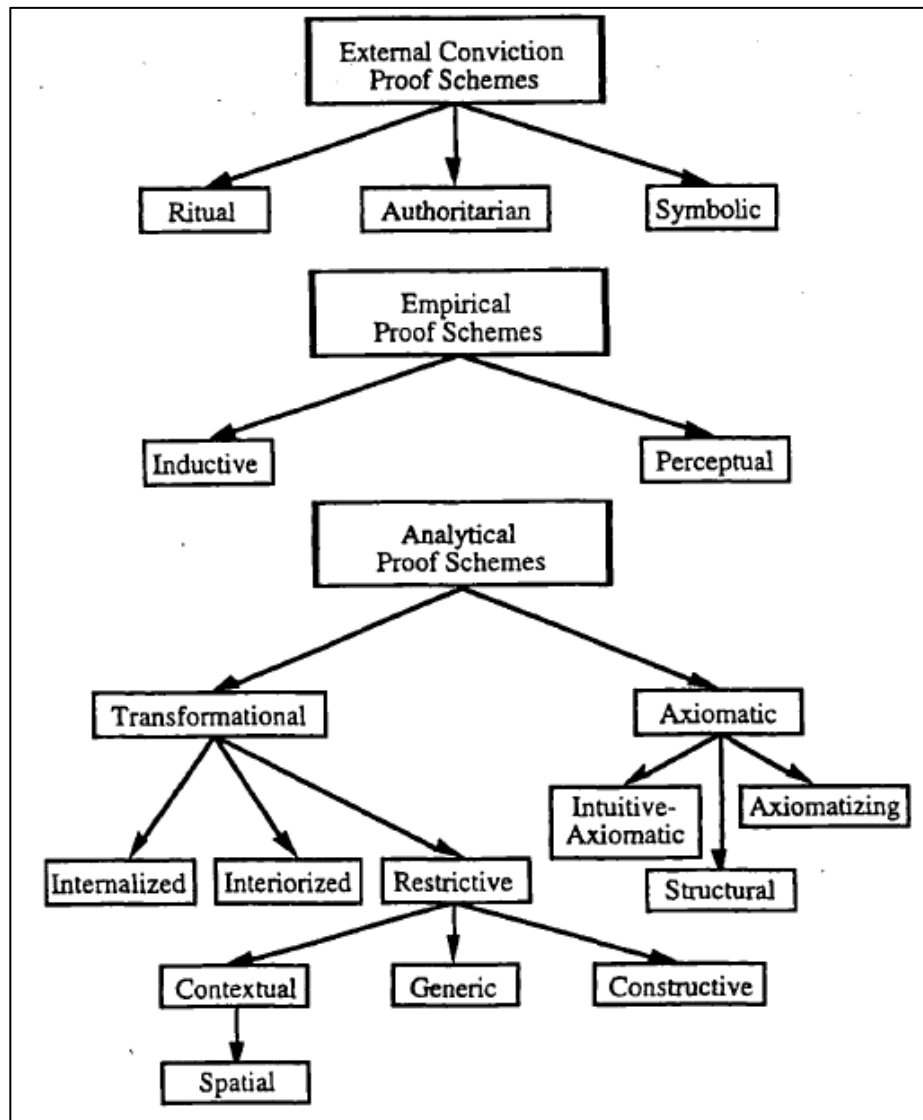 External Conviction
Proof Schemes
Ritual
Authoritarian
Symbolic
Empirical
Proof Schemes
Inductive
Perceptual
Analytical
Proof Schemes
Transformational
Axiomatic
Intuitive-
Axiomatic
Axiomatizing
Internalized
Interiorized
Restrictive
Structural
Contextual
Generic
Constructive
Spatial